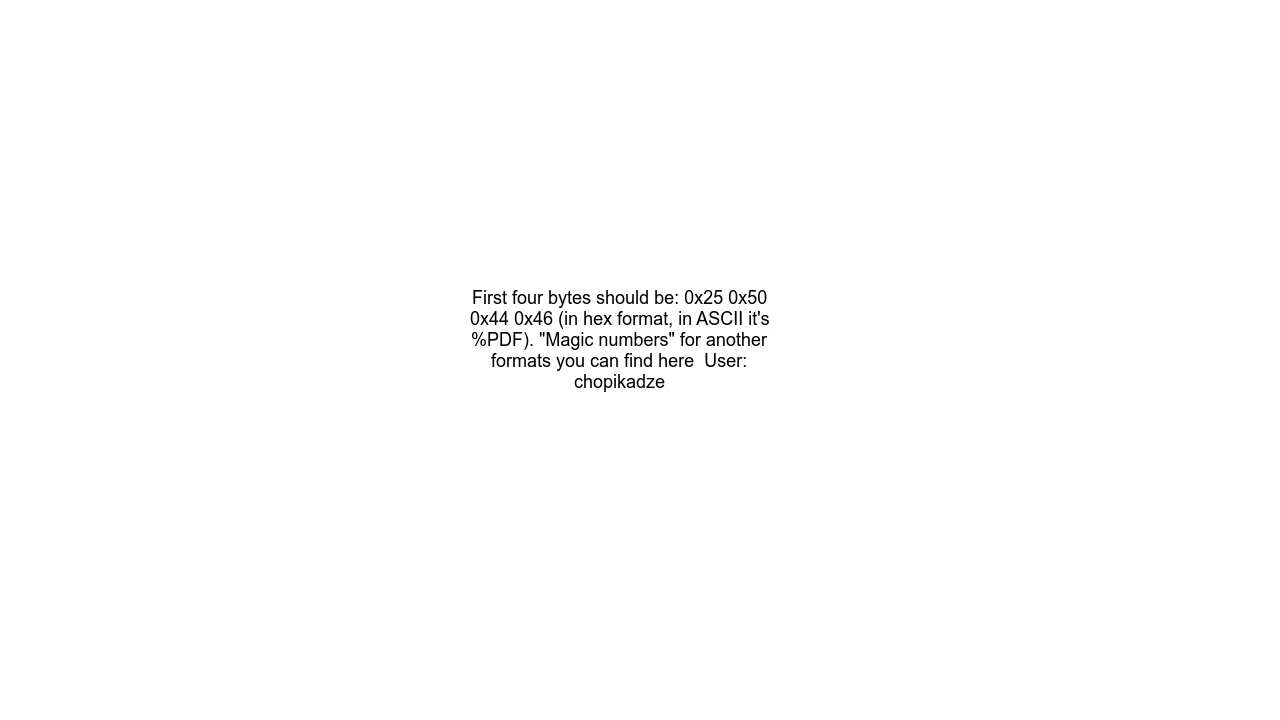 First four bytes should be: 0x25 0x50
0x44 0x46 (in hex format, in ASCII it's
%PDF). "Magic numbers" for another
formats you can find here  User:
chopikadze